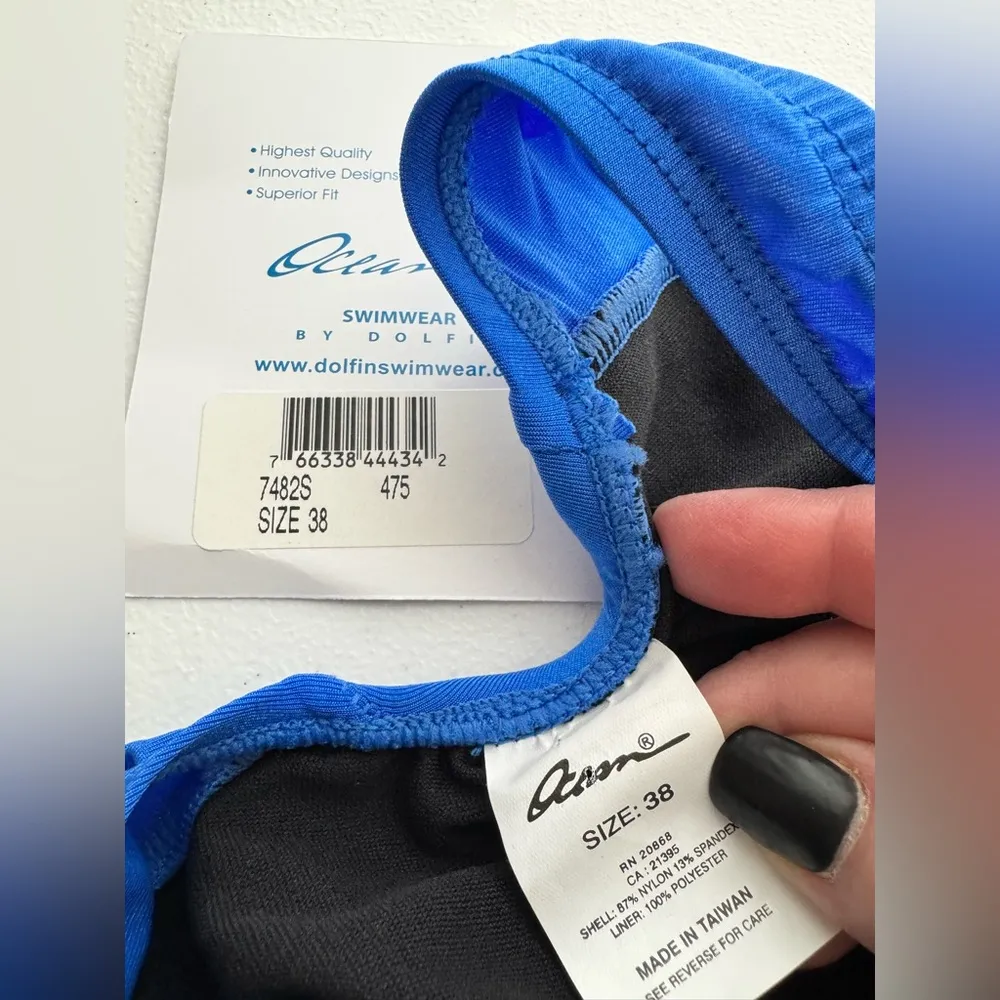 • Highest Quality
• Innovative Designs
• Superior Fit
Ocean
SWIMWEAR
BY DOLFI
www.dolfinswimwear.c
7 66338 44434 2
7482S 475
SIZE 38
Ocean®
SIZE: 38
RN 20868
CA : 21395
SHELL: 87% NYLON 13% SPANDEX
LINER: 100% POLYESTER
MADE IN TAIWAN
SEE REVERSE FOR CARE